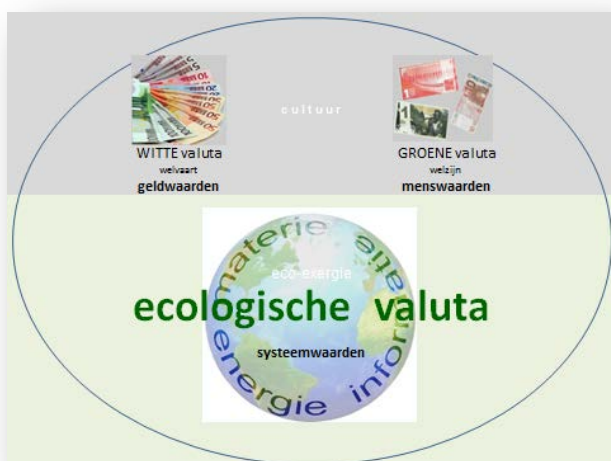 cultuur
WITTE valuta
welvaart
geldwaarden
GROENE valuta
welzijn
menswaarden
materie
informatie
energie
eco-exergie
ecologische valuta
systeemwaarden